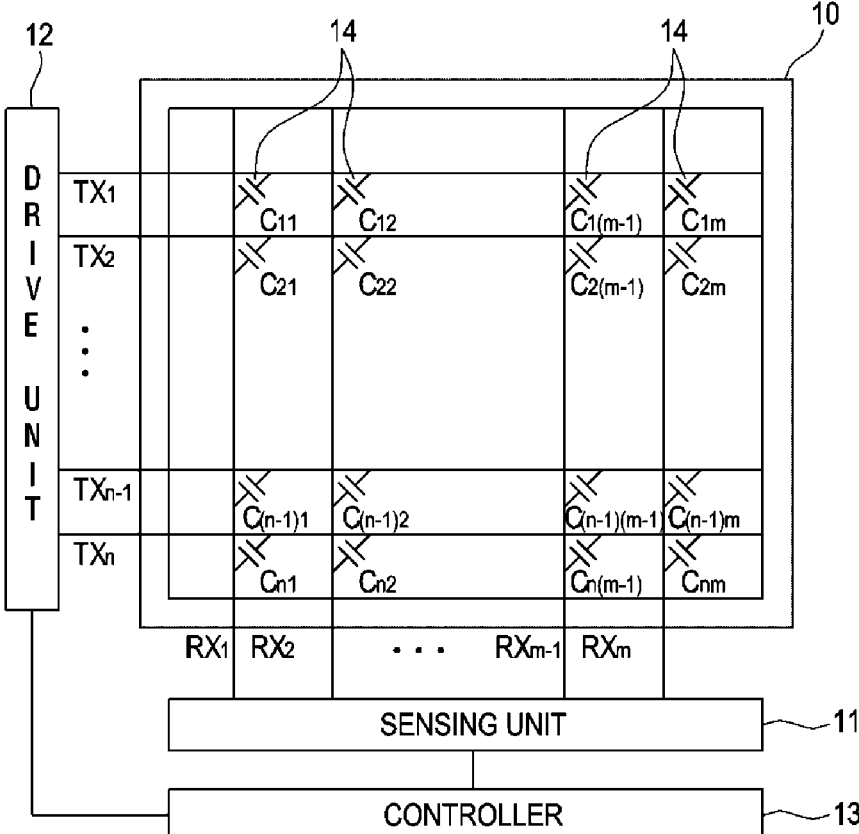 12
14
14
10
DRIVE UNIT
TX1
C11 C12 C1(m-1) C1m
TX2
C21 C22 C2(m-1) C2m
⋮
TXn-1
C(n-1)1 C(n-1)2 C(n-1)(m-1) C(n-1)m
TXn
Cn1 Cn2 Cn(m-1) Cnm
RX1 RX2 ··· RXm-1 RXm
SENSING UNIT
11
CONTROLLER
13